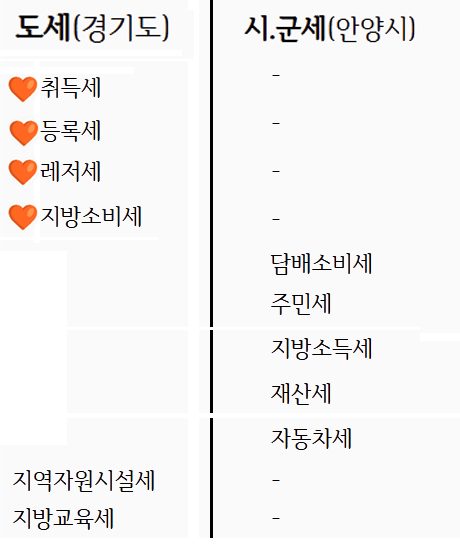 도세(경기도) 시.군세(안양시)
취득세 -
등록세 -
레저세 -
지방소비세 -
담배소비세
주민세
지방소득세
재산세
자동차세
지역자원시설세 -
지방교육세 -